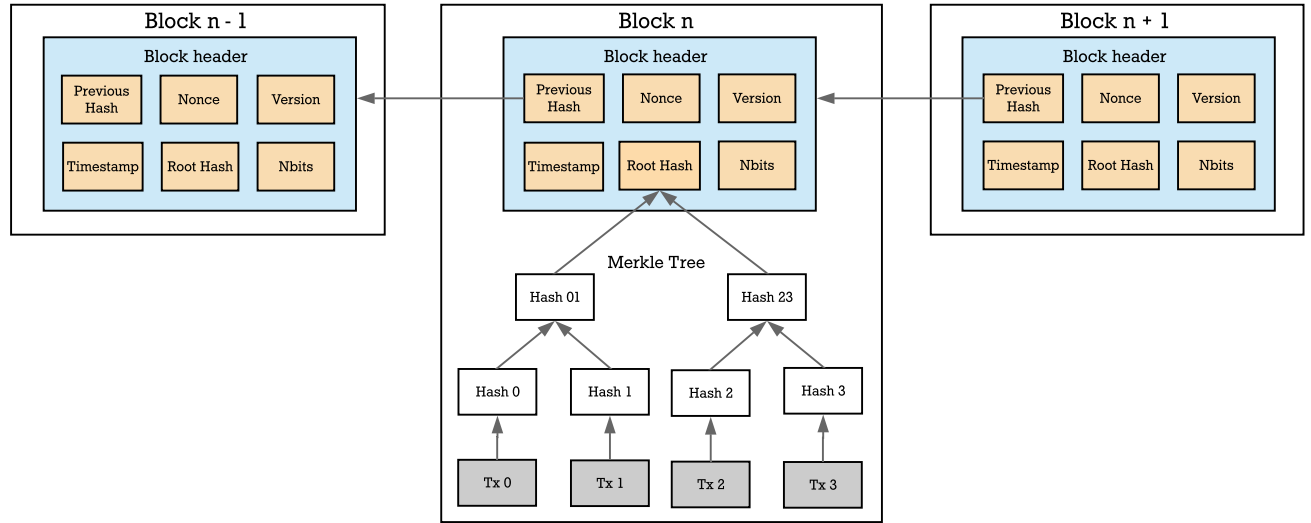 Block n - 1
Block header
Previous
Hash
Nonce
Version
Timestamp
Root Hash
Nbits
Block n
Block header
Previous
Hash
Nonce
Version
Timestamp
Root Hash
Nbits
Merkle Tree
Hash 01
Hash 23
Hash 0
Hash 1
Hash 2
Hash 3
Tx 0
Tx 1
Tx 2
Tx 3
Block n + 1
Block header
Previous
Hash
Nonce
Version
Timestamp
Root Hash
Nbits